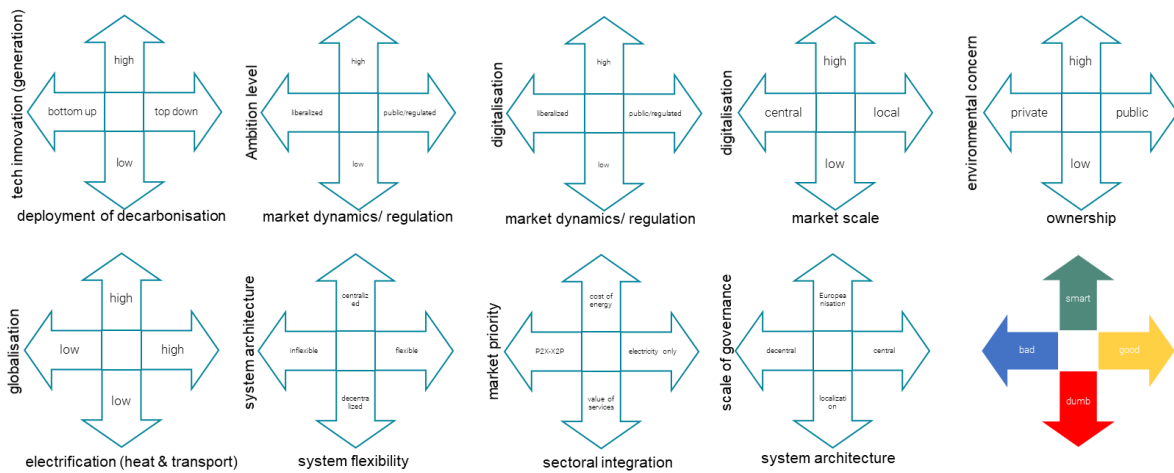 tech innovation (generation)
high
bottom up
top down
low
deployment of decarbonisation
Ambition level
high
liberalized
public/regulated
low
market dynamics/ regulation
digitalisation
high
liberalized
public/regulated
low
market dynamics/ regulation
digitalisation
high
central
local
low
market scale
environmental concern
high
private
public
low
ownership
globalisation
high
low
high
low
electrification (heat & transport)
system architecture
centraliz
ed
inflexible
flexible
decentra
lized
system flexibility
market priority
cost of
energy
P2X-X2P
electricity only
value of
services
sectoral integration
scale of governance
Europea
nisation
decentral
central
localizati
on
system architecture
smart
bad
good
dumb